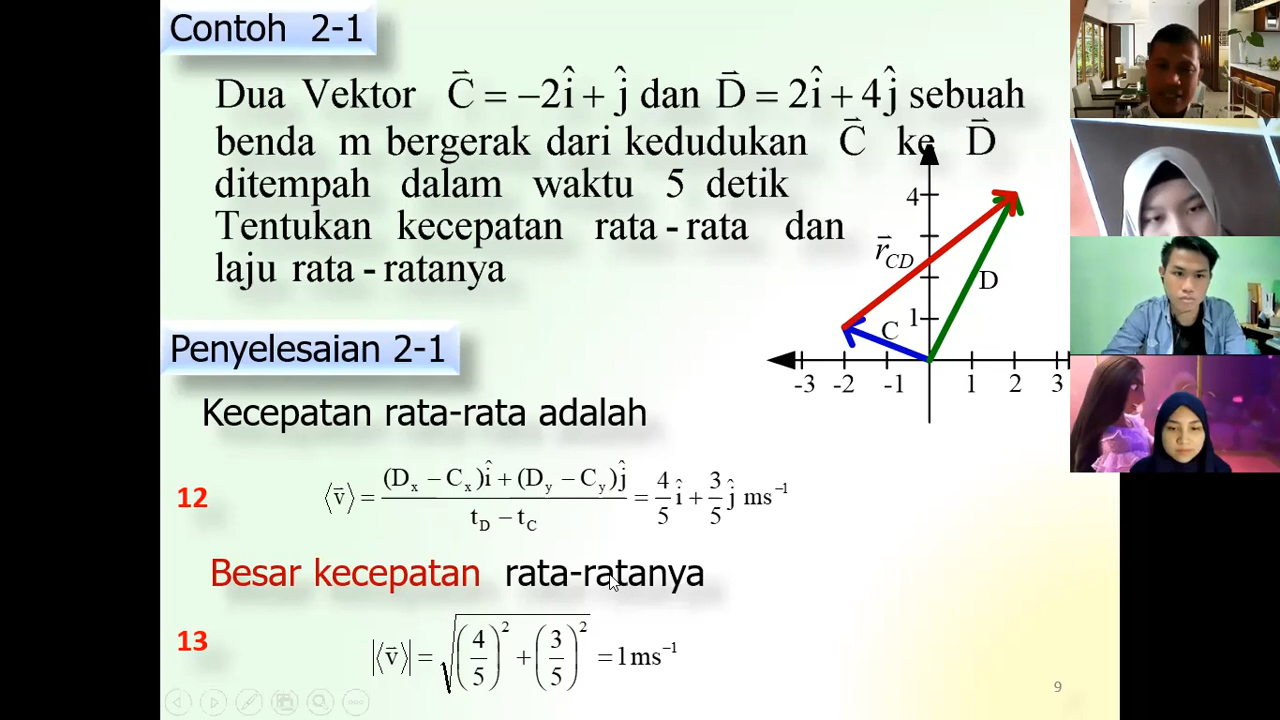 Contoh 2-1
Dua Vektor C⃗ = −2î + ĵ dan D⃗ = 2î + 4ĵ sebuah
benda m bergerak dari kedudukan C⃗ ke D⃗
ditempah dalam waktu 5 detik
Tentukan kecepatan rata - rata dan
laju rata - ratanya
4
r⃗_CD
D
1
C
-3 -2 -1 1 2 3
Penyelesaian 2-1
Kecepatan rata-rata adalah
12 ⟨v⃗⟩ = ((D_x − C_x)î + (D_y − C_y)ĵ) / (t_D − t_C) = 4/5 î + 3/5 ĵ ms⁻¹
Besar kecepatan rata-ratanya
13 |⟨v⃗⟩| = √((4/5)² + (3/5)²) = 1ms⁻¹
9